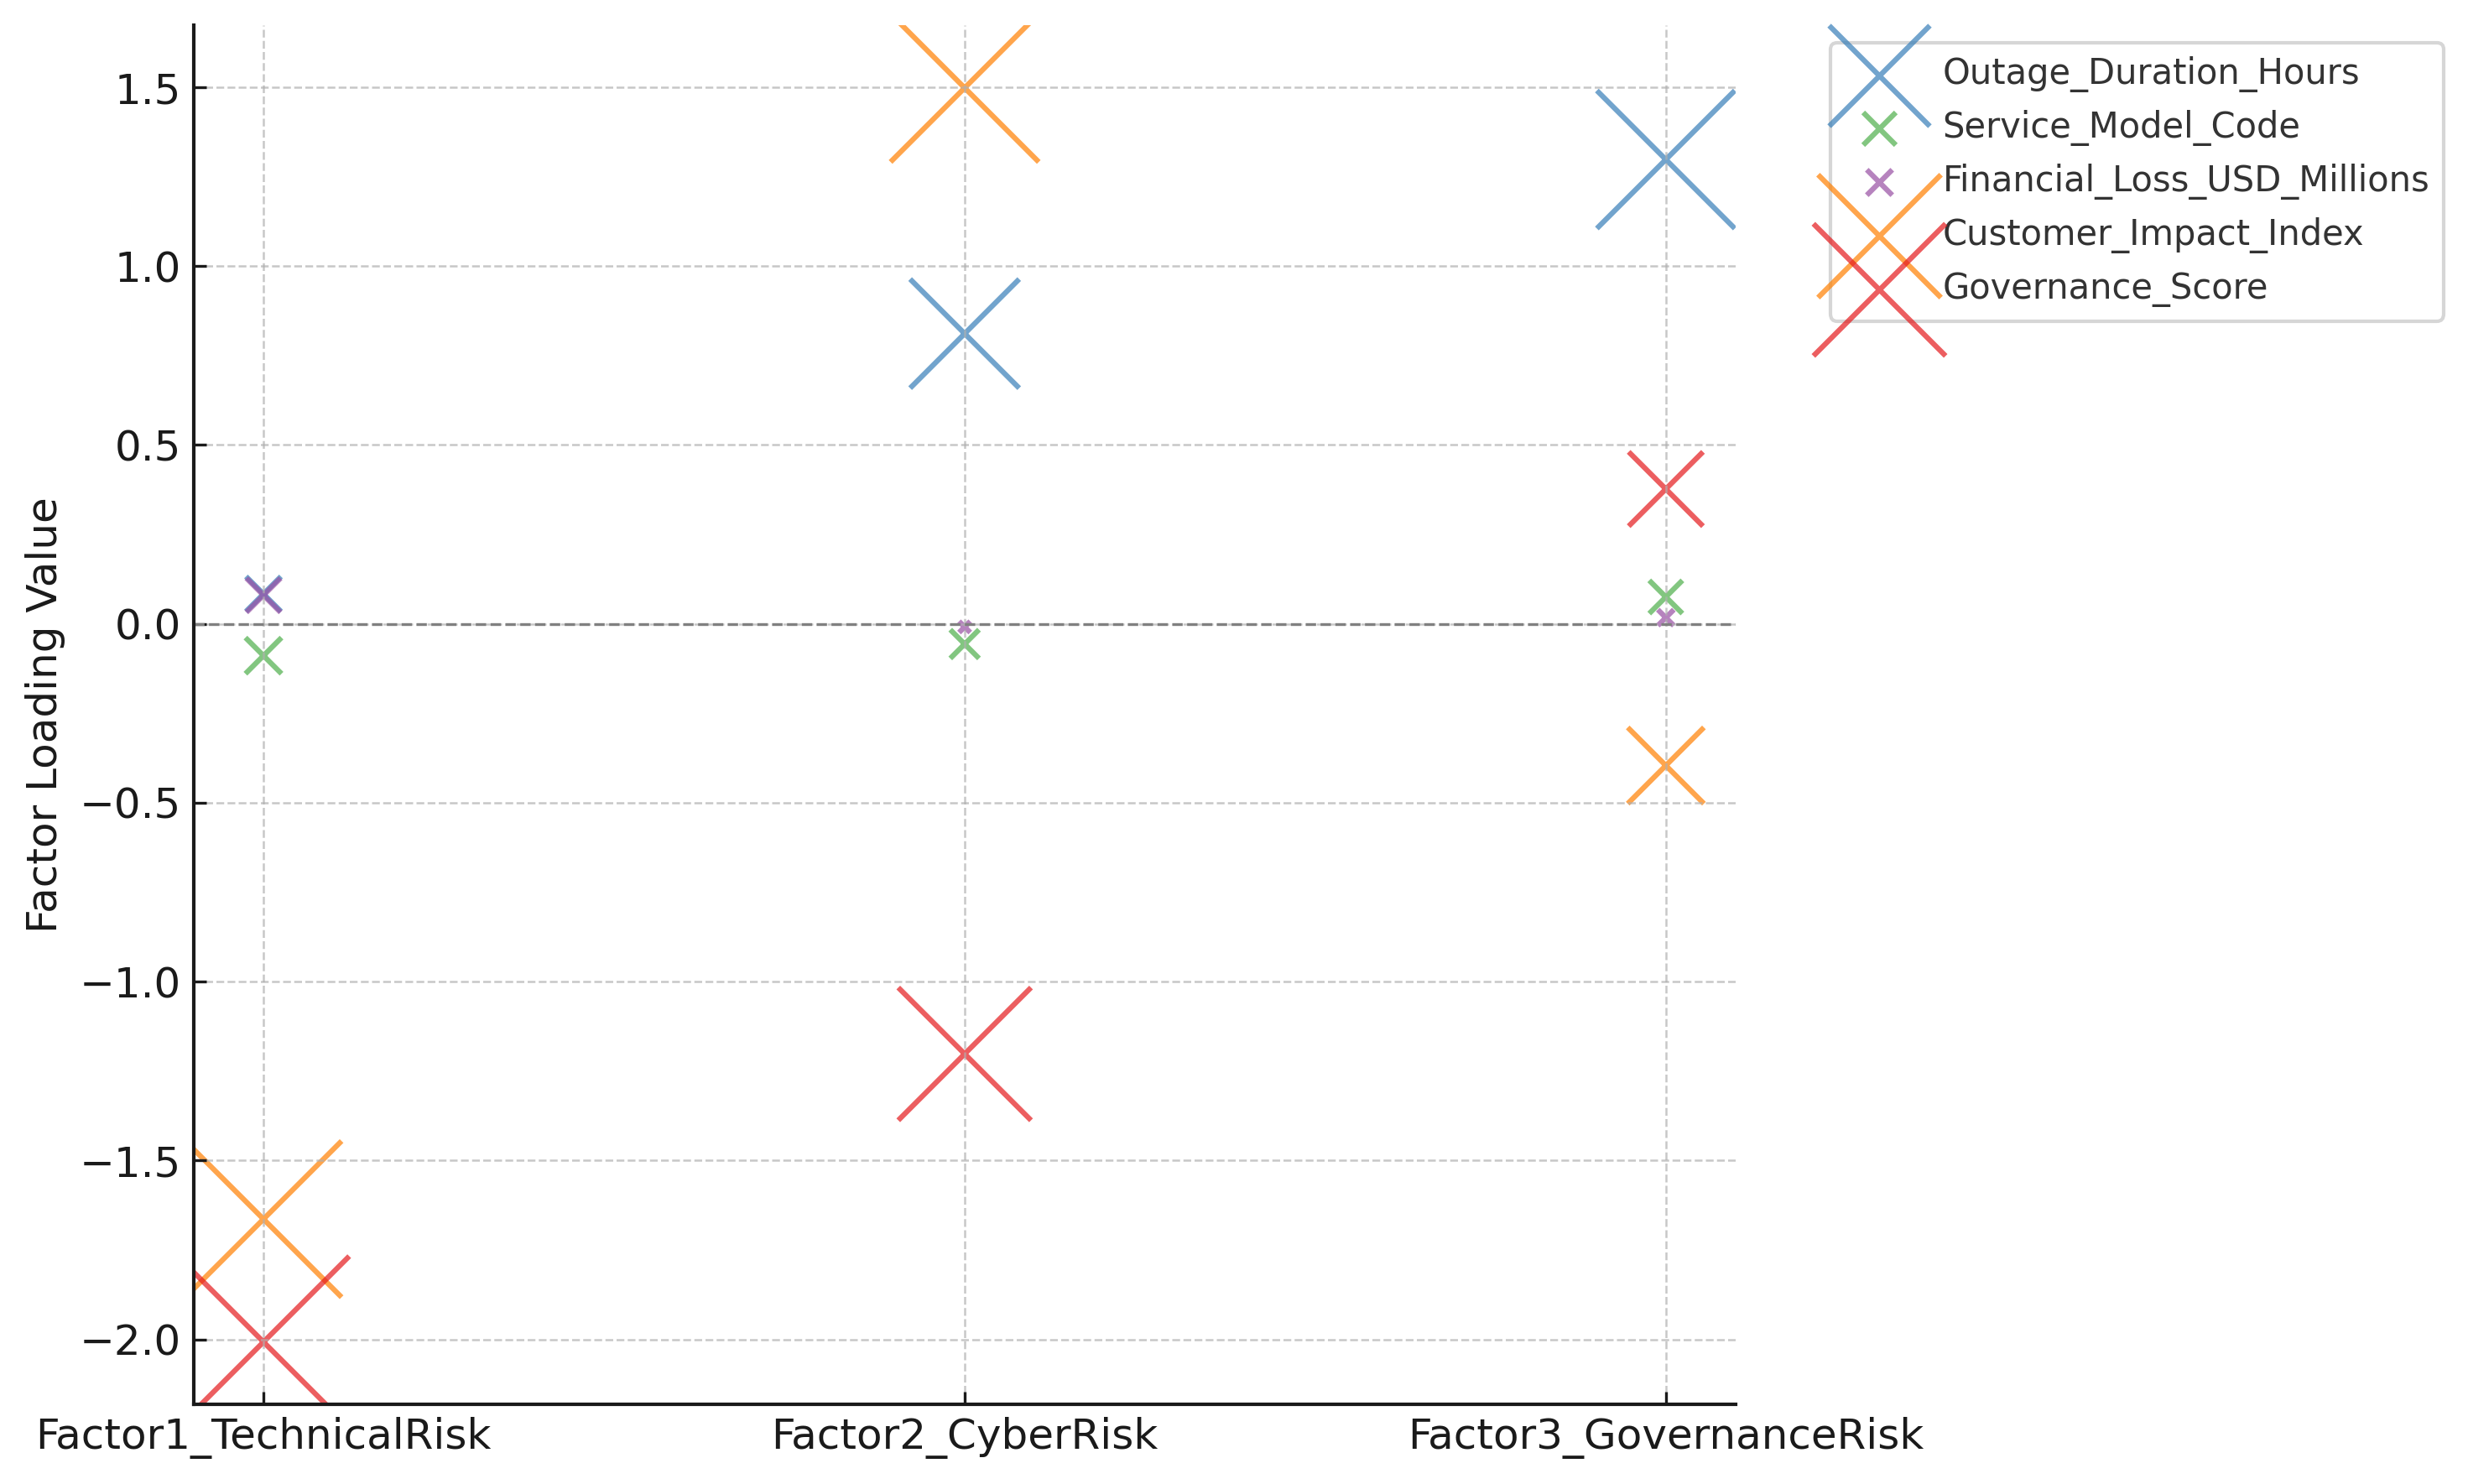 Outage_Duration_Hours
Service_Model_Code
Financial_Loss_USD_Millions
Customer_Impact_Index
Governance_Score
Factor Loading Value
1.5
1.0
0.5
0.0
−0.5
−1.0
−1.5
−2.0
Factor1_TechnicalRisk
Factor2_CyberRisk
Factor3_GovernanceRisk